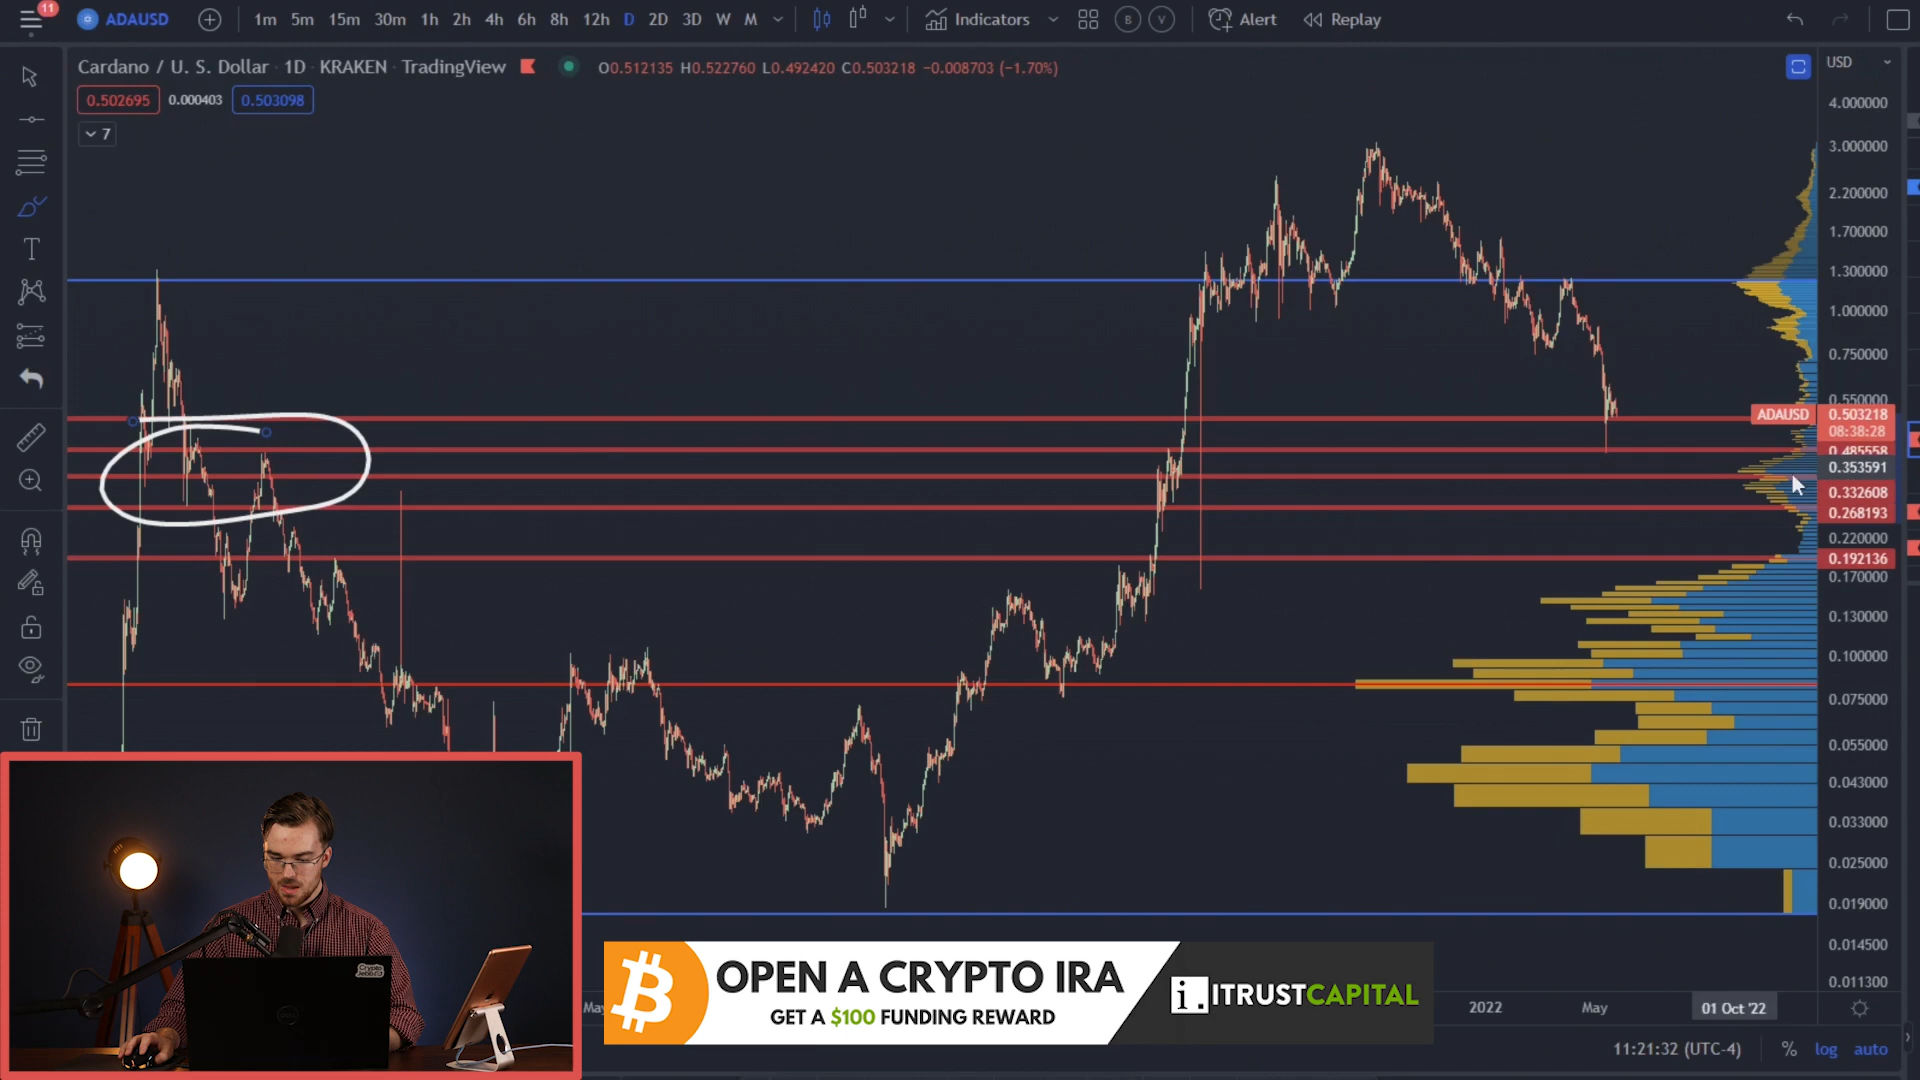 11
ADAUSD
1m 5m 15m 30m 1h 2h 4h 6h 8h 12h D 2D 3D W M
Indicators
B V
Alert
Replay
Cardano / U. S. Dollar · 1D · KRAKEN · TradingView
O0.512135 H0.522760 L0.492420 C0.503218 −0.008703 (−1.70%)
USD
0.502695 0.000403 0.503098
7
4.000000
3.000000
2.200000
1.700000
1.300000
1.000000
0.750000
0.550000
ADAUSD 0.503218
08:38:28
0.485558
0.353591
0.332608
0.268193
0.220000
0.192136
0.170000
0.130000
0.100000
0.075000
0.055000
0.043000
0.033000
0.025000
0.019000
0.014500
0.011300
OPEN A CRYPTO IRA
GET A $100 FUNDING REWARD
i. ITRUSTCAPITAL
2022 May 01 Oct '22
11:21:32 (UTC-4) % log auto
DELL